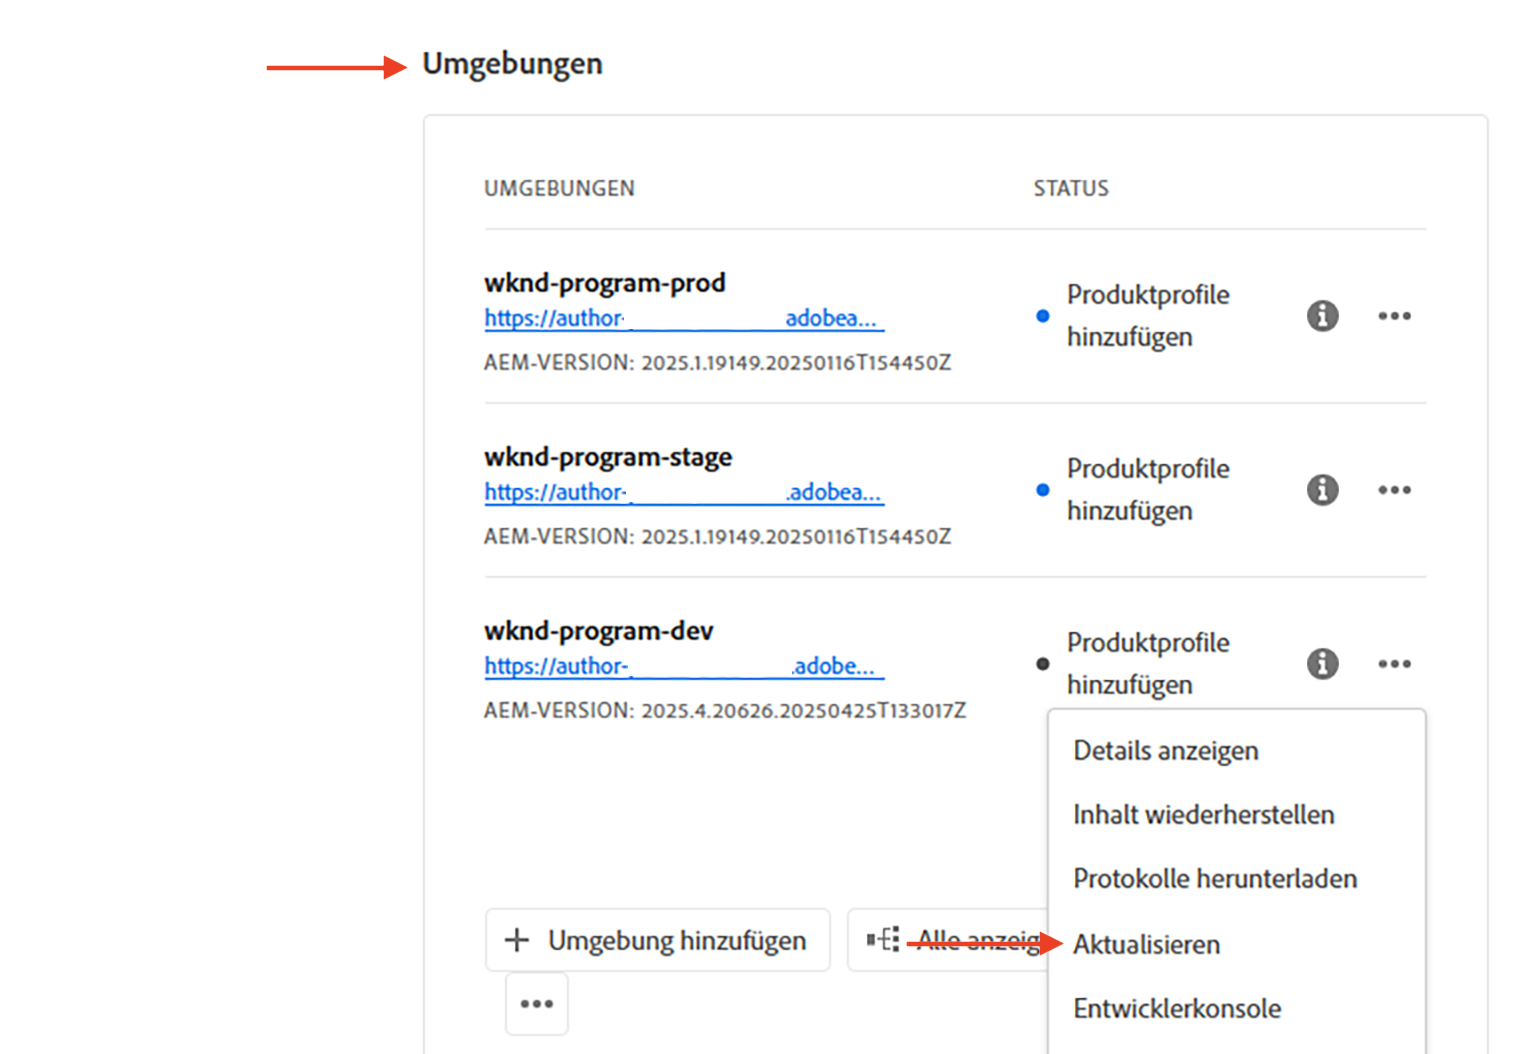 Umgebungen
UMGEBUNGEN STATUS
wknd-program-prod
https://author- adobea...
AEM-VERSION: 2025.1.19149.20250116T154450Z
Produktprofile
hinzufügen
wknd-program-stage
https://author- .adobea...
AEM-VERSION: 2025.1.19149.20250116T154450Z
Produktprofile
hinzufügen
wknd-program-dev
https://author- .adobe...
AEM-VERSION: 2025.4.20626.20250425T133017Z
Produktprofile
hinzufügen
Details anzeigen
Inhalt wiederherstellen
Protokolle herunterladen
Aktualisieren
Entwicklerkonsole
+ Umgebung hinzufügen
Alle anzeig